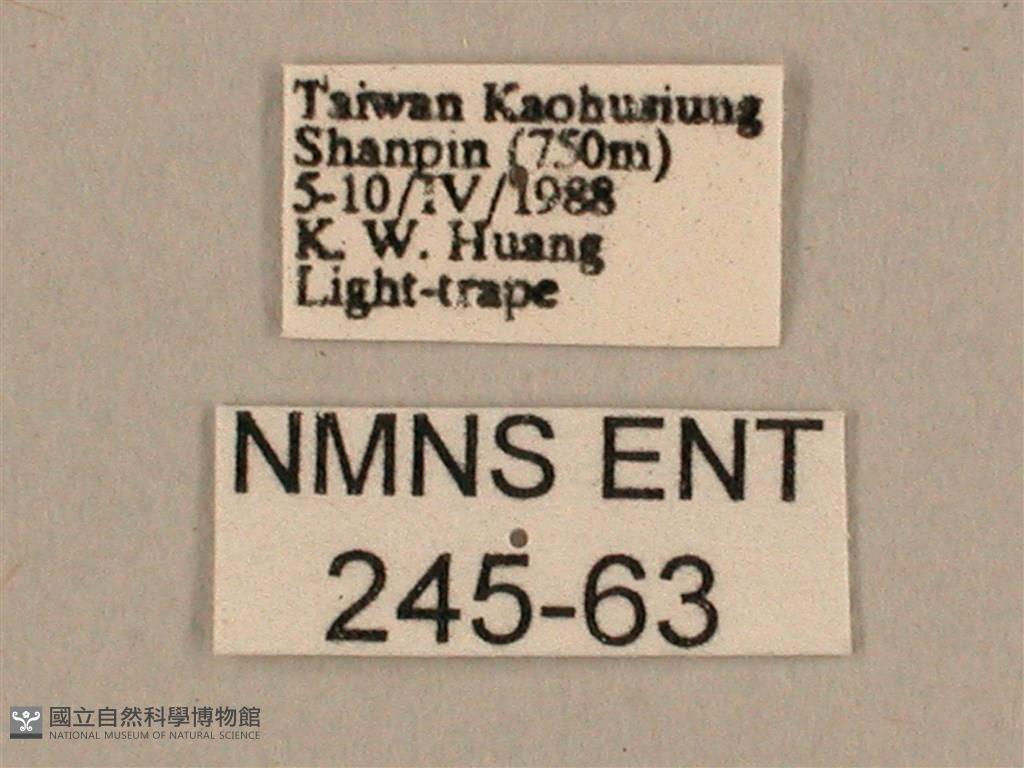 Taiwan Kaohusiung
Shanpin (750m)
5-10/IV/1988
K. W. Huang
Light-trape
NMNS ENT
245-63
國立自然科學博物館
NATIONAL MUSEUM OF NATURAL SCIENCE